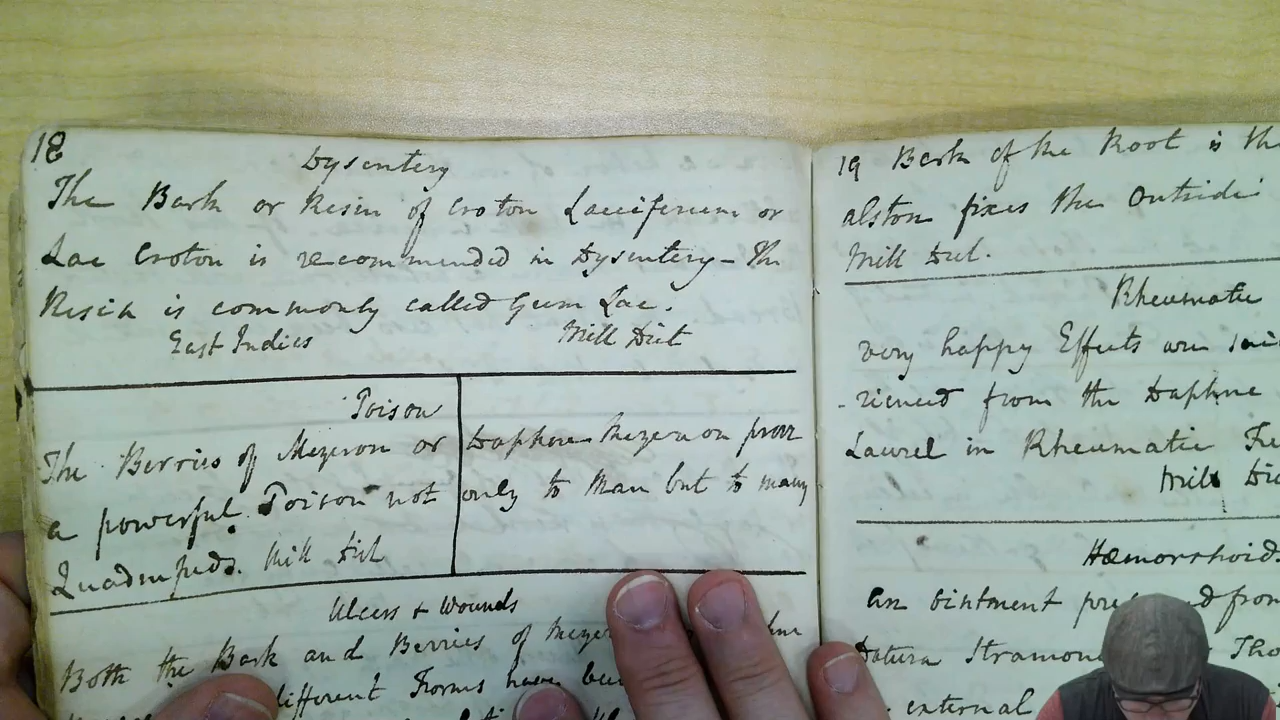 18
Dysentery
The Bark or Resin of Croton Lacciferum or
Lac Croton is recommended in Dysentery - The
Resin is commonly called Gum Lac.
East Indies Mill Dict
Poison
The Berries of Mezeron or Daphne Mezereon prove
a powerful Poison not only to Man but to many
Quadrupeds. Mill Dict
Ulcers & Wounds
Both the Bark and Berries of
different Forms have
19 Bark of the Root is the
alston fixes the Outside
Mill Dict.
Rheumatic
very happy Effects are
-rienced from the Daphne
Laurel in Rheumatic
Mill
Hæmorrhoids
An Ointment from
Datura
external